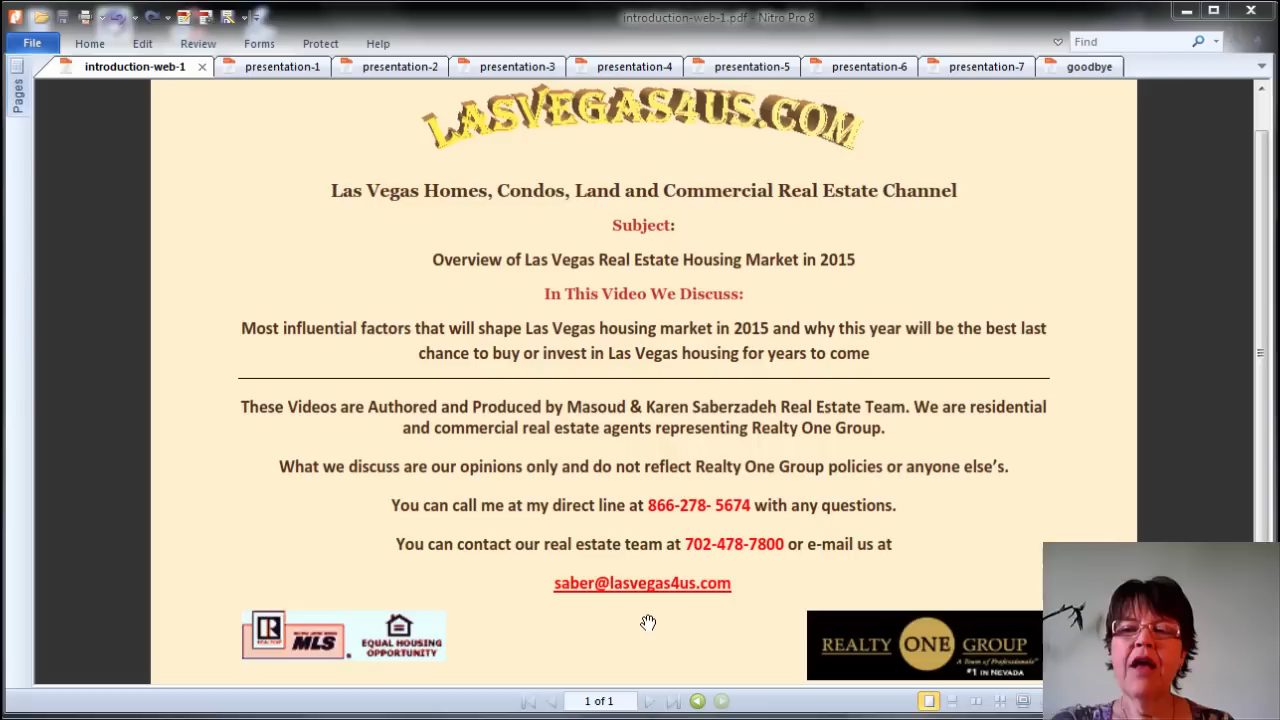 introduction-web-1.pdf - Nitro Pro 8
File Home Edit Review Forms Protect Help Find
introduction-web-1 presentation-1 presentation-2 presentation-3 presentation-4 presentation-5 presentation-6 presentation-7 goodbye
Pages
LASVEGAS4US.COM
Las Vegas Homes, Condos, Land and Commercial Real Estate Channel
Subject:
Overview of Las Vegas Real Estate Housing Market in 2015
In This Video We Discuss:
Most influential factors that will shape Las Vegas housing market in 2015 and why this year will be the best last
chance to buy or invest in Las Vegas housing for years to come
These Videos are Authored and Produced by Masoud & Karen Saberzadeh Real Estate Team. We are residential
and commercial real estate agents representing Realty One Group.
What we discuss are our opinions only and do not reflect Realty One Group policies or anyone else's.
You can call me at my direct line at 866-278- 5674 with any questions.
You can contact our real estate team at 702-478-7800 or e-mail us at
saber@lasvegas4us.com
R MLS
EQUAL HOUSING
OPPORTUNITY
REALTY ONE GROUP
A Team of Professionals
#1 IN NEVADA
1 of 1